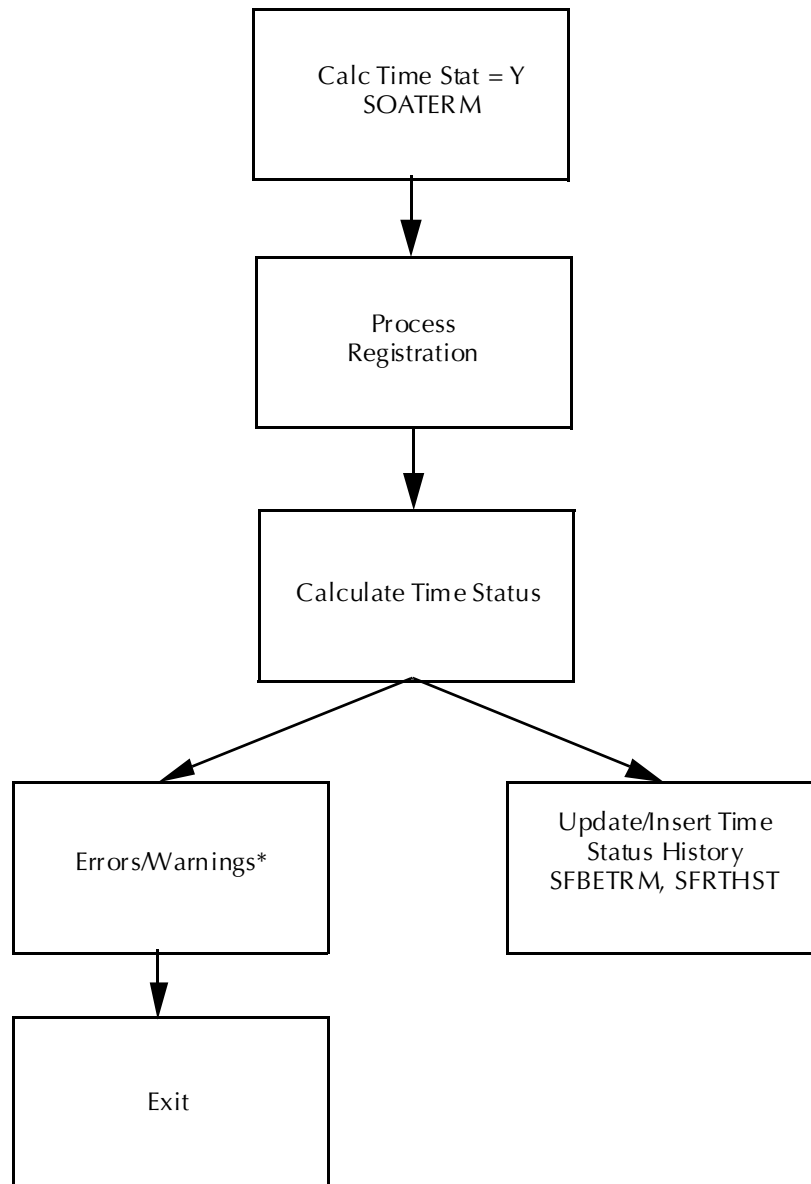 Calc Time Stat = Y
SOATERM
Process
Registration
Calculate Time Status
Errors/Warnings*
Update/Insert Time
Status History
SFBETRM, SFRTHST
Exit